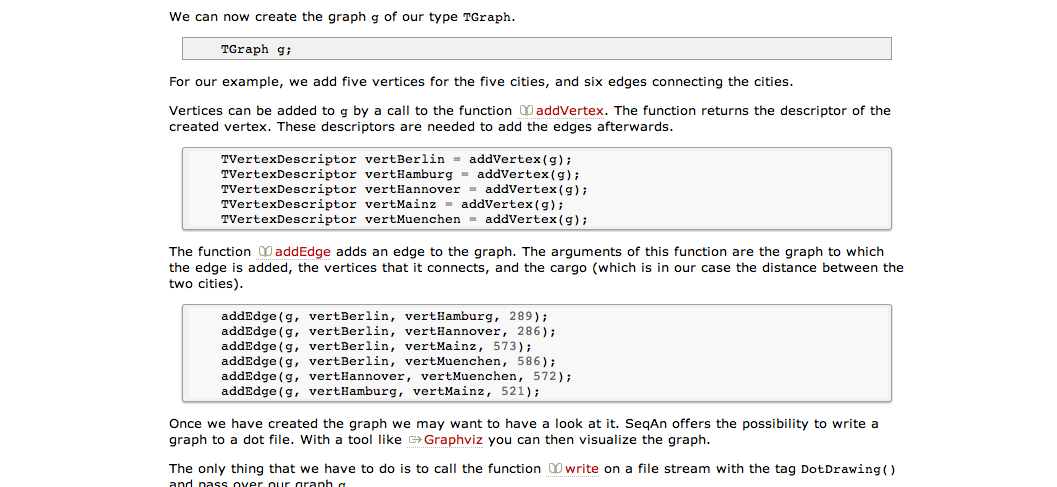 We can now create the graph g of our type TGraph.
TGraph g;
For our example, we add five vertices for the five cities, and six edges connecting the cities.
Vertices can be added to g by a call to the function addVertex. The function returns the descriptor of the
created vertex. These descriptors are needed to add the edges afterwards.
TVertexDescriptor vertBerlin = addVertex(g);
TVertexDescriptor vertHamburg = addVertex(g);
TVertexDescriptor vertHannover = addVertex(g);
TVertexDescriptor vertMainz = addVertex(g);
TVertexDescriptor vertMuenchen = addVertex(g);
The function addEdge adds an edge to the graph. The arguments of this function are the graph to which
the edge is added, the vertices that it connects, and the cargo (which is in our case the distance between the
two cities).
addEdge(g, vertBerlin, vertHamburg, 289);
addEdge(g, vertBerlin, vertHannover, 286);
addEdge(g, vertBerlin, vertMainz, 573);
addEdge(g, vertBerlin, vertMuenchen, 586);
addEdge(g, vertHannover, vertMuenchen, 572);
addEdge(g, vertHamburg, vertMainz, 521);
Once we have created the graph we may want to have a look at it. SeqAn offers the possibility to write a
graph to a dot file. With a tool like Graphviz you can then visualize the graph.
The only thing that we have to do is to call the function write on a file stream with the tag DotDrawing()
and pass over our graph g